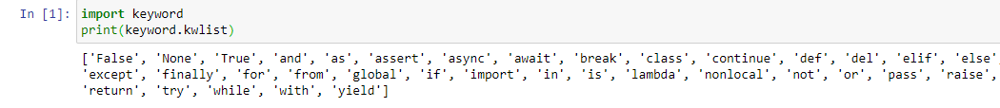 In [1]: import keyword
print(keyword.kwlist)
['False', 'None', 'True', 'and', 'as', 'assert', 'async', 'await', 'break', 'class', 'continue', 'def', 'del', 'elif', 'else',
'except', 'finally', 'for', 'from', 'global', 'if', 'import', 'in', 'is', 'lambda', 'nonlocal', 'not', 'or', 'pass', 'raise',
'return', 'try', 'while', 'with', 'yield']